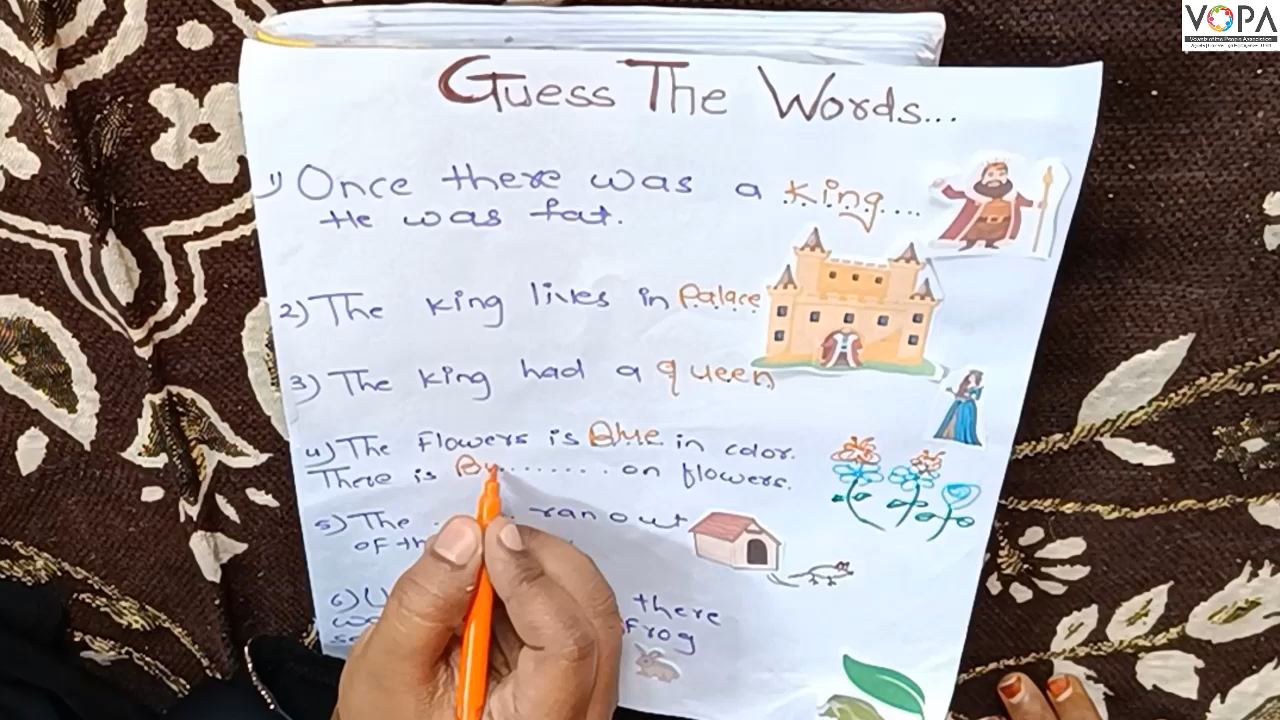 VOPA
Guess The Words...
1) Once there was a king....
He was fat.
2) The king lives in Palace
3) The king had a queen
4) The Flowers is Blue in color.
There is Bu........ on flowers.
5) The ran out
of
6) there
frog